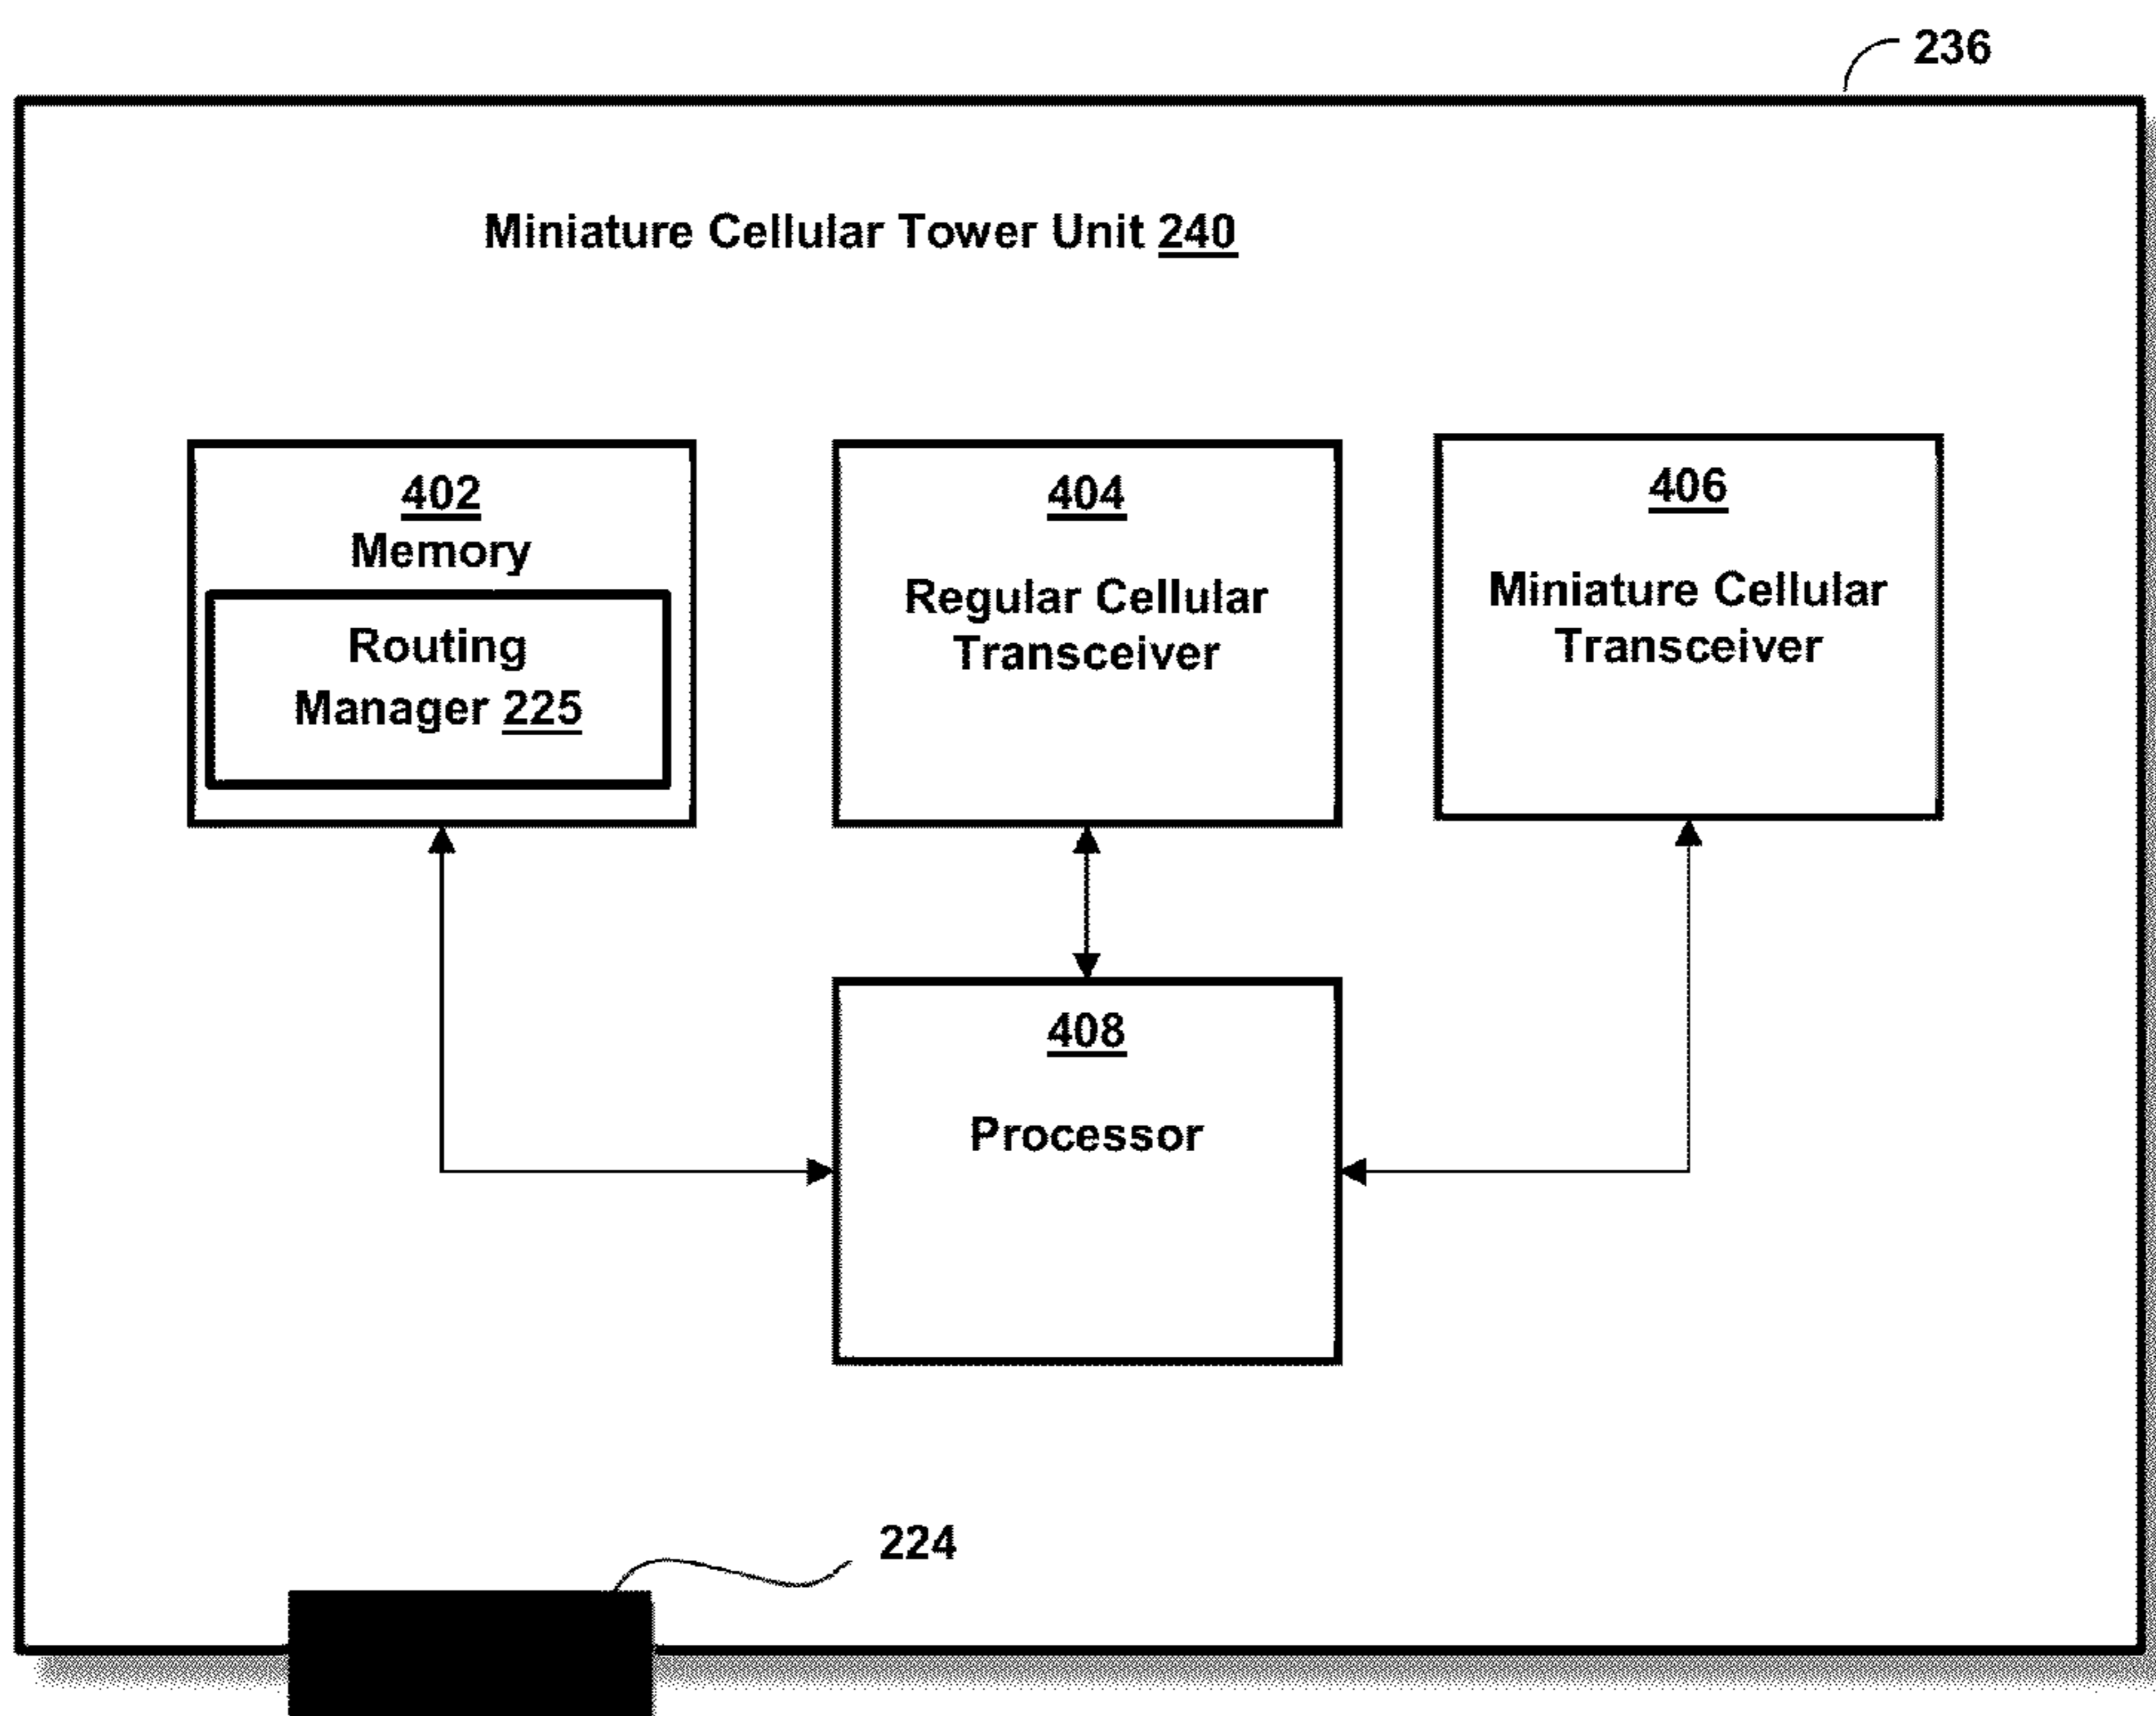 236
Miniature Cellular Tower Unit 240
402
Memory
Routing
Manager 225
404
Regular Cellular
Transceiver
406
Miniature Cellular
Transceiver
408
Processor
224